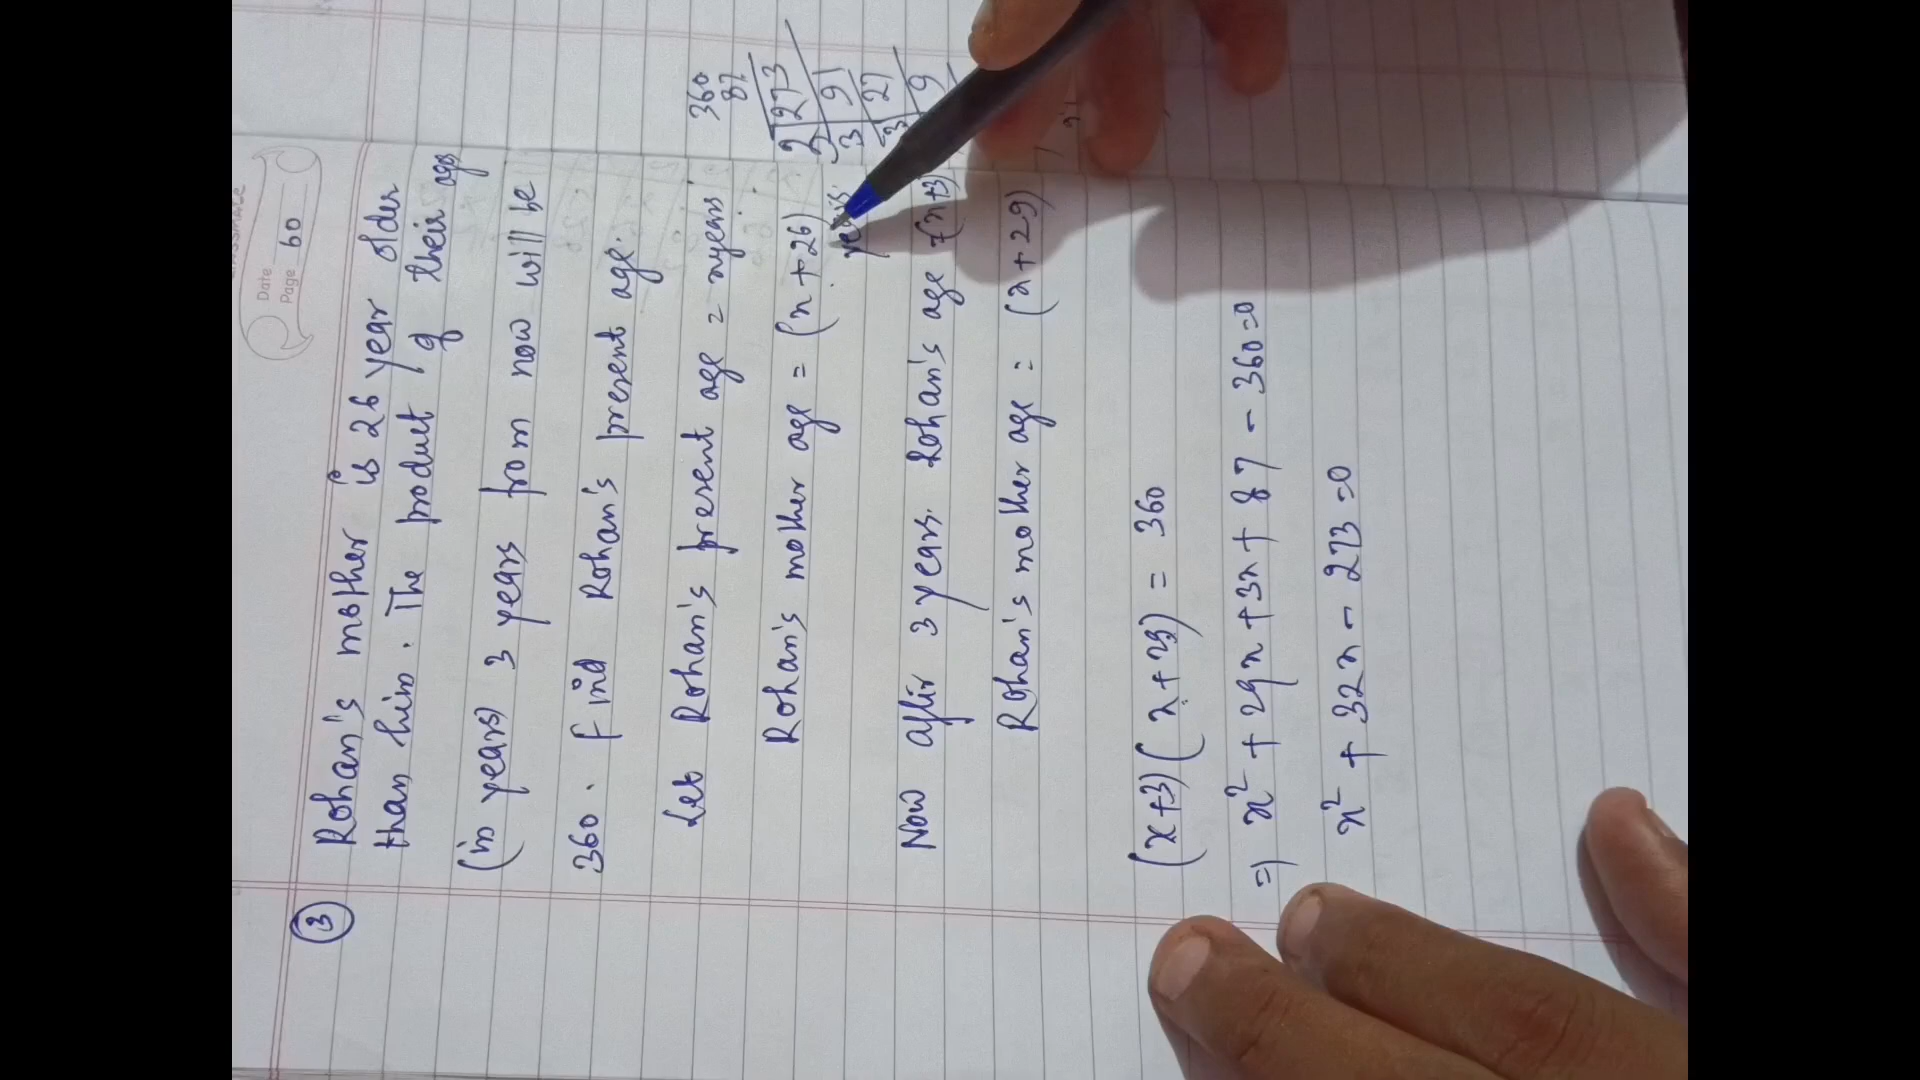 Date
Page 60
③ Rohan's mother is 26 year older
than him. The product of their ages
(in years) 3 years from now will be
360. Find Rohan's present age.
Let Rohan's present age = x years
Rohan's mother age = (x + 26)
years
Now after 3 years. Rohan's age = (x+3)
Rohan's mother age = (x + 29)
(x+3) (x + 29) = 360
=) x² + 29x + 3x + 87 - 360=0
x² + 32x - 273=0
360
87
273
3 91
3 27
9